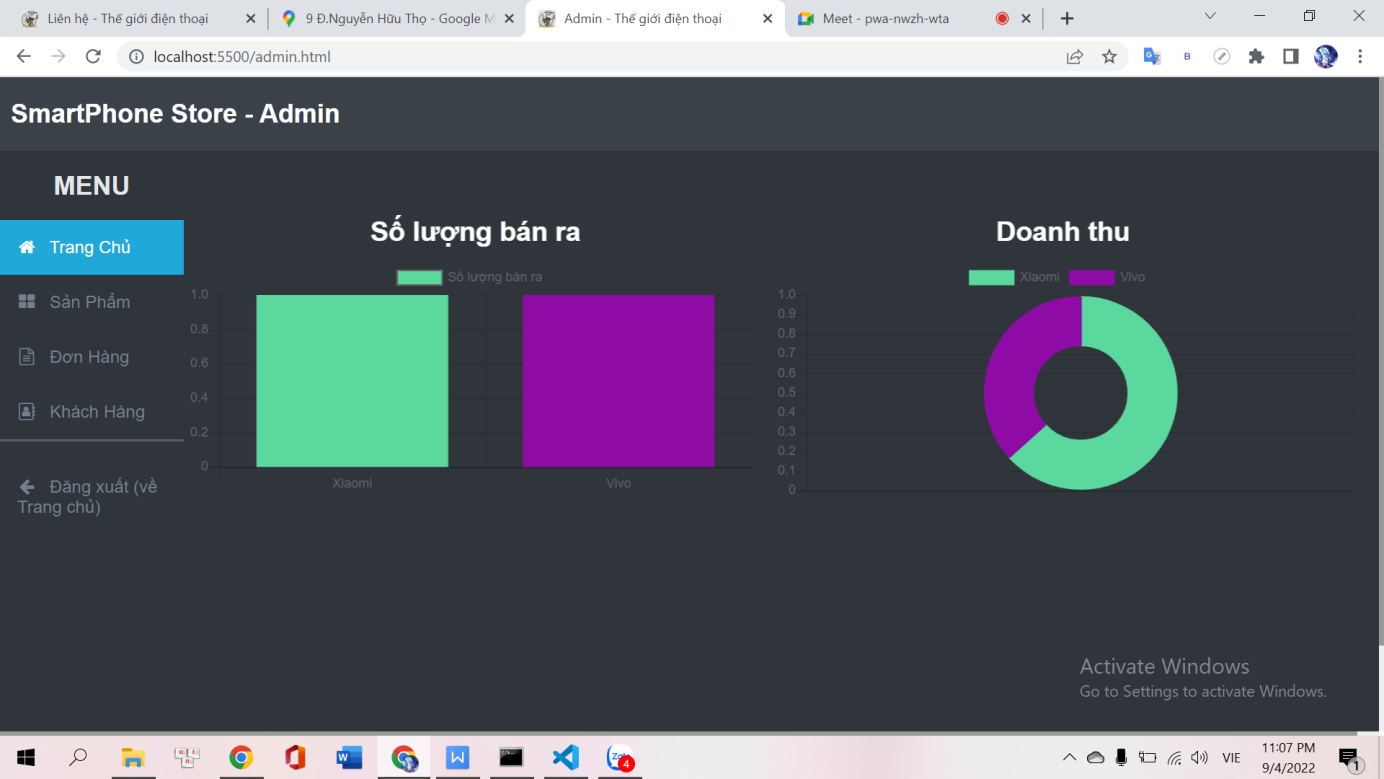 Liên hệ - Thế giới điện thoại
9 Đ.Nguyễn Hữu Thọ - Google M
Admin - Thế giới điện thoại
Meet - pwa-nwzh-wta
localhost:5500/admin.html
SmartPhone Store - Admin
MENU
Trang Chủ
Sản Phẩm
Đơn Hàng
Khách Hàng
Đăng xuất (về
Trang chủ)
Số lượng bán ra
Số lượng bán ra
1.0
0.8
0.6
0.4
0.2
0
Xiaomi Vivo
Doanh thu
Xiaomi Vivo
1.0
0.9
0.8
0.7
0.6
0.5
0.4
0.3
0.2
0.1
0
Activate Windows
Go to Settings to activate Windows.
4
VIE
11:07 PM
9/4/2022
1